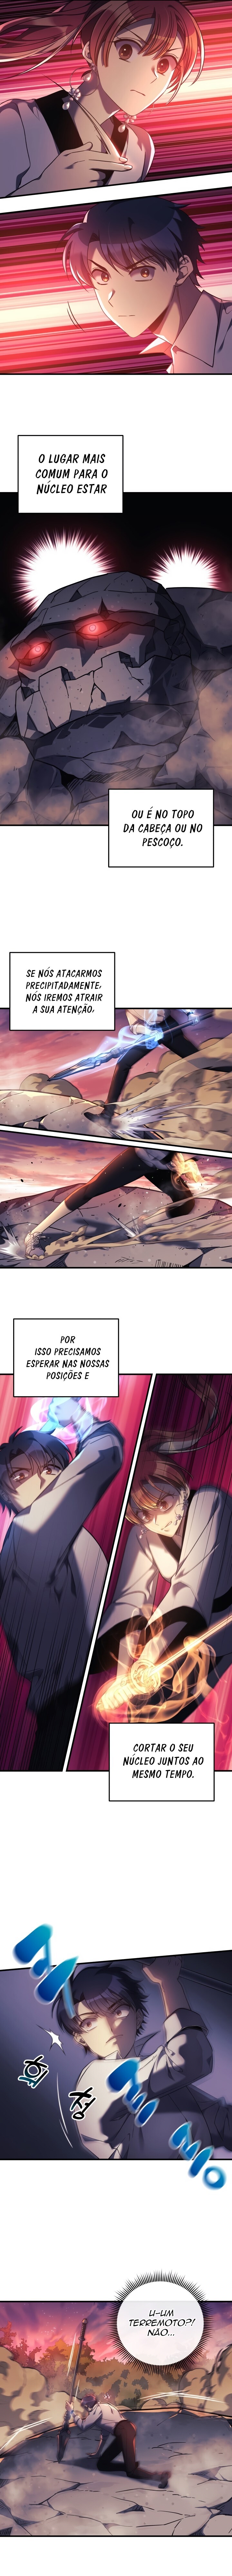 O LUGAR MAIS
COMUM PARA O
NÚCLEO ESTAR
OU É NO TOPO
DA CABEÇA OU NO
PESCOÇO.
SE NÓS ATACARMOS
PRECIPITADAMENTE,
NÓS IREMOS ATRAIR
A SUA ATENÇÃO,
POR
ISSO PRECISAMOS
ESPERAR NAS NOSSAS
POSIÇÕES E
CORTAR O SEU
NÚCLEO JUNTOS AO
MESMO TEMPO.
휘
청
U-UM
TERREMOTO?!
NÃO...